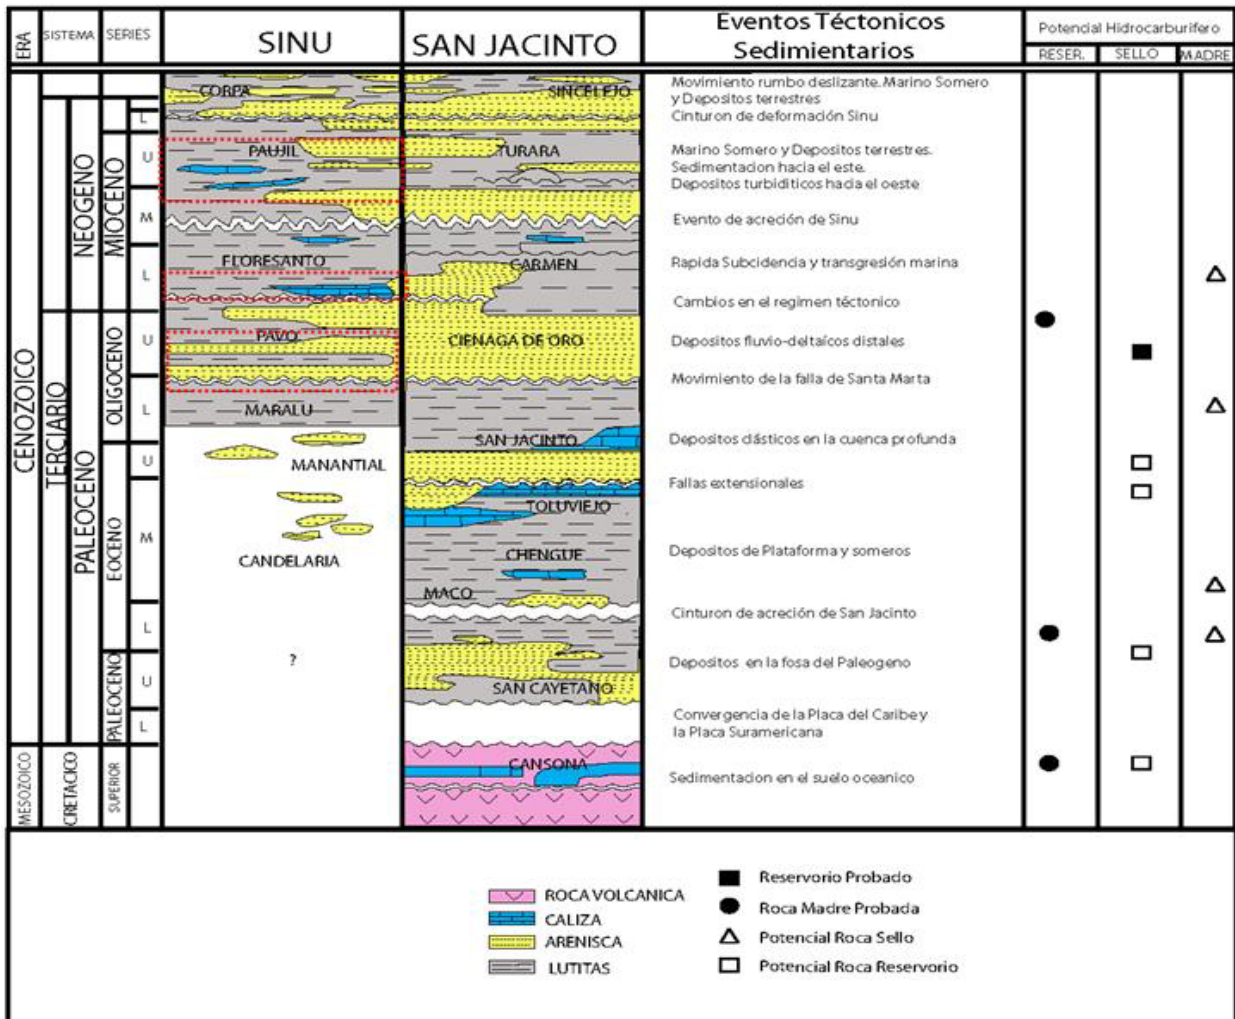 ERA
SISTEMA
SERIES
SINU
SAN JACINTO
Eventos Téctonicos
Sedimientarios
Potencial Hidrocarburifero
RESER.
SELLO
MADRE
CENOZOICO
MESOZOICO
TERCIARIO
CRETACICO
NEOGENO
PALEOCENO
MIOCENO
OLIGOCENO
EOCENO
PALEOCENO
SUPERIOR
L
U
M
L
U
L
U
M
L
U
L
CORPA
PAUJIL
FLORESANTO
PAVO
MARALU
MANANTIAL
CANDELARIA
?
SINCELEJO
TURARA
CARMEN
CIENAGA DE ORO
SAN JACINTO
TOLUVIEJO
CHENGUE
MACO
SAN CAYETANO
CANSONA
Movimiento rumbo deslizante. Marino Somero
y Depositos terrestres
Cinturon de deformación Sinu
Marino Somero y Depositos terrestres.
Sedimentacion hacia el este.
Depositos turbiditicos hacia el oeste
Evento de acreción de Sinu
Rapida Subcidencia y transgresión marina
Cambios en el regimen téctonico
Depositos fluvio-deltaícos distales
Movimiento de la falla de Santa Marta
Depositos clásticos en la cuenca profunda
Fallas extensionales
Depositos de Plataforma y someros
Cinturon de acreción de San Jacinto
Depositos en la fosa del Paleogeno
Convergencia de la Placa del Caribe y
la Placa Suramericana
Sedimentacion en el suelo oceanico
ROCA VOLCANICA
CALIZA
ARENISCA
LUTITAS
Reservorio Probado
Roca Madre Probada
Potencial Roca Sello
Potencial Roca Reservorio